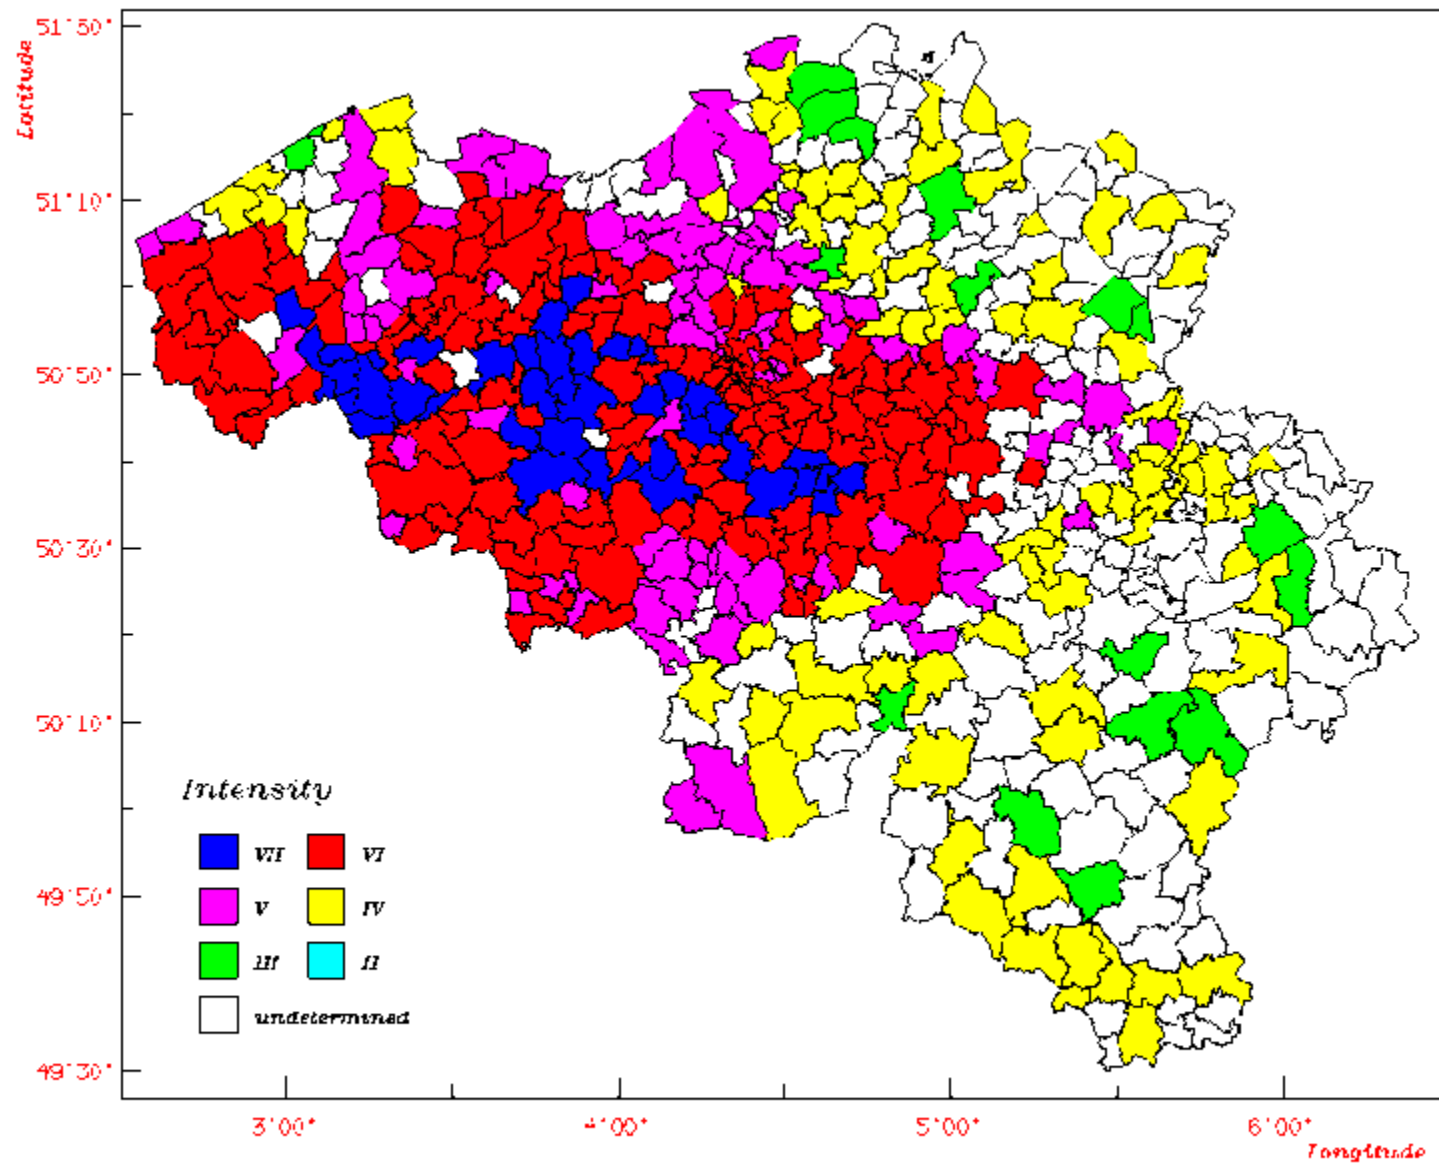 Latitude
51°50'
51°10'
50°50'
50°30'
50°10'
49°50'
49°30'
Intensity
VII VI
V IV
III II
undetermined
3°00' 4°00' 5°00' 6°00'
Longitude